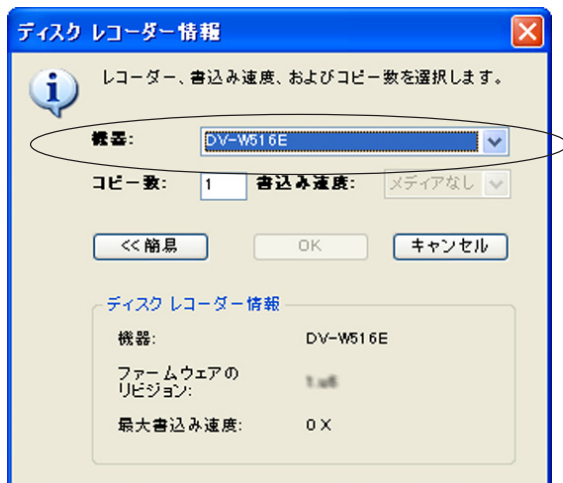 ディスク レコーダー情報
レコーダー、書込み速度、およびコピー数を選択します。
機器: DV-W516E
コピー数: 1 書込み速度: メディアなし
<< 簡易 OK キャンセル
ディスク レコーダー情報
機器: DV-W516E
ファームウェアの
リビジョン:
最大書込み速度: 0 X